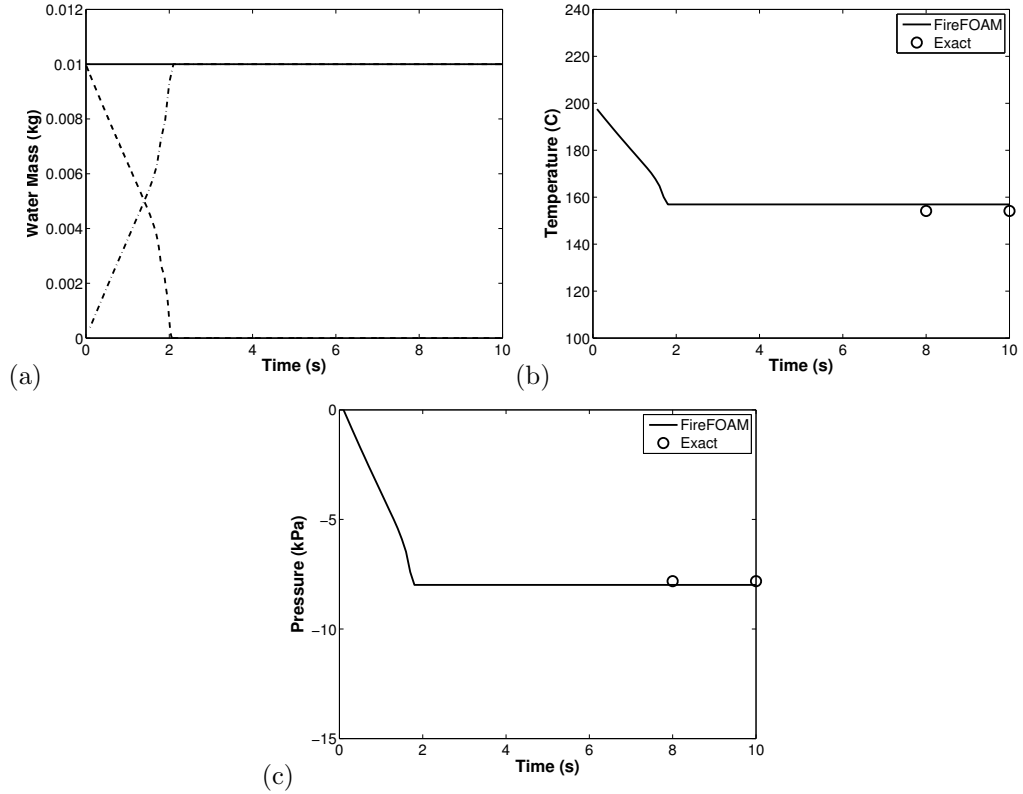 0.012
0.01
0.008
0.006
0.004
0.002
0
Water Mass (kg)
0 2 4 6 8 10
Time (s)
(a)
240
220
200
180
160
140
120
100
Temperature (C)
FireFOAM
Exact
0 2 4 6 8 10
Time (s)
(b)
0
−5
−10
−15
Pressure (kPa)
FireFOAM
Exact
0 2 4 6 8 10
Time (s)
(c)